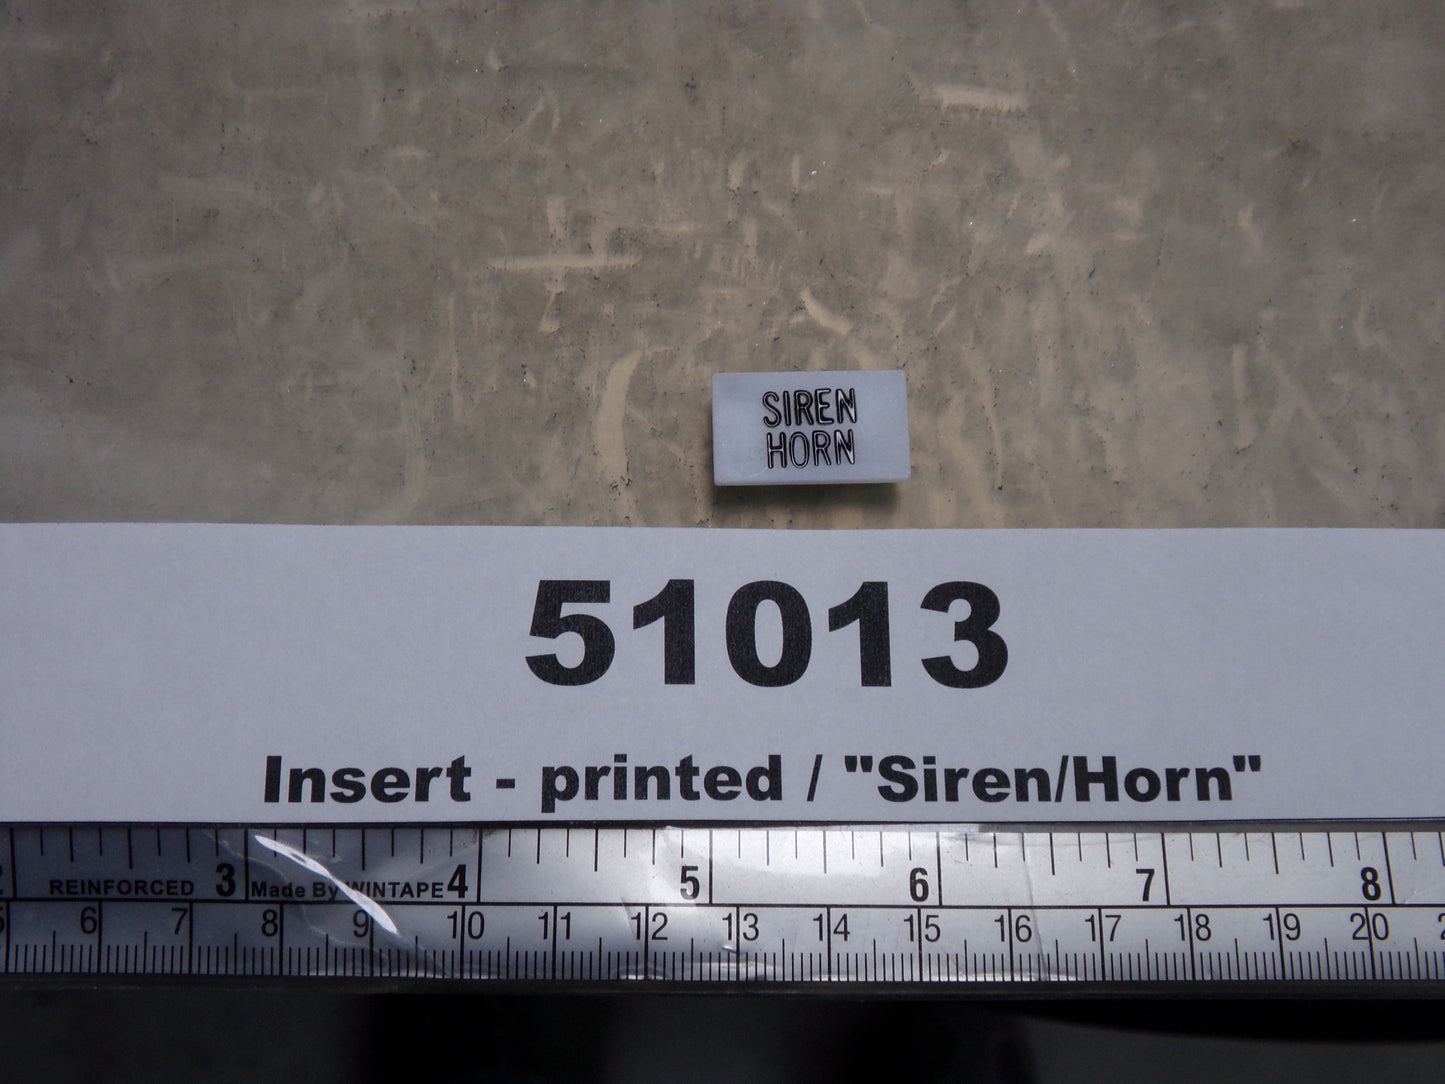 SIREN
HORN
51013
Insert - printed / "Siren/Horn"
REINFORCED 3 Made By WINTAPE 4 5 6 7 8
6 7 8 9 10 11 12 13 14 15 16 17 18 19 20